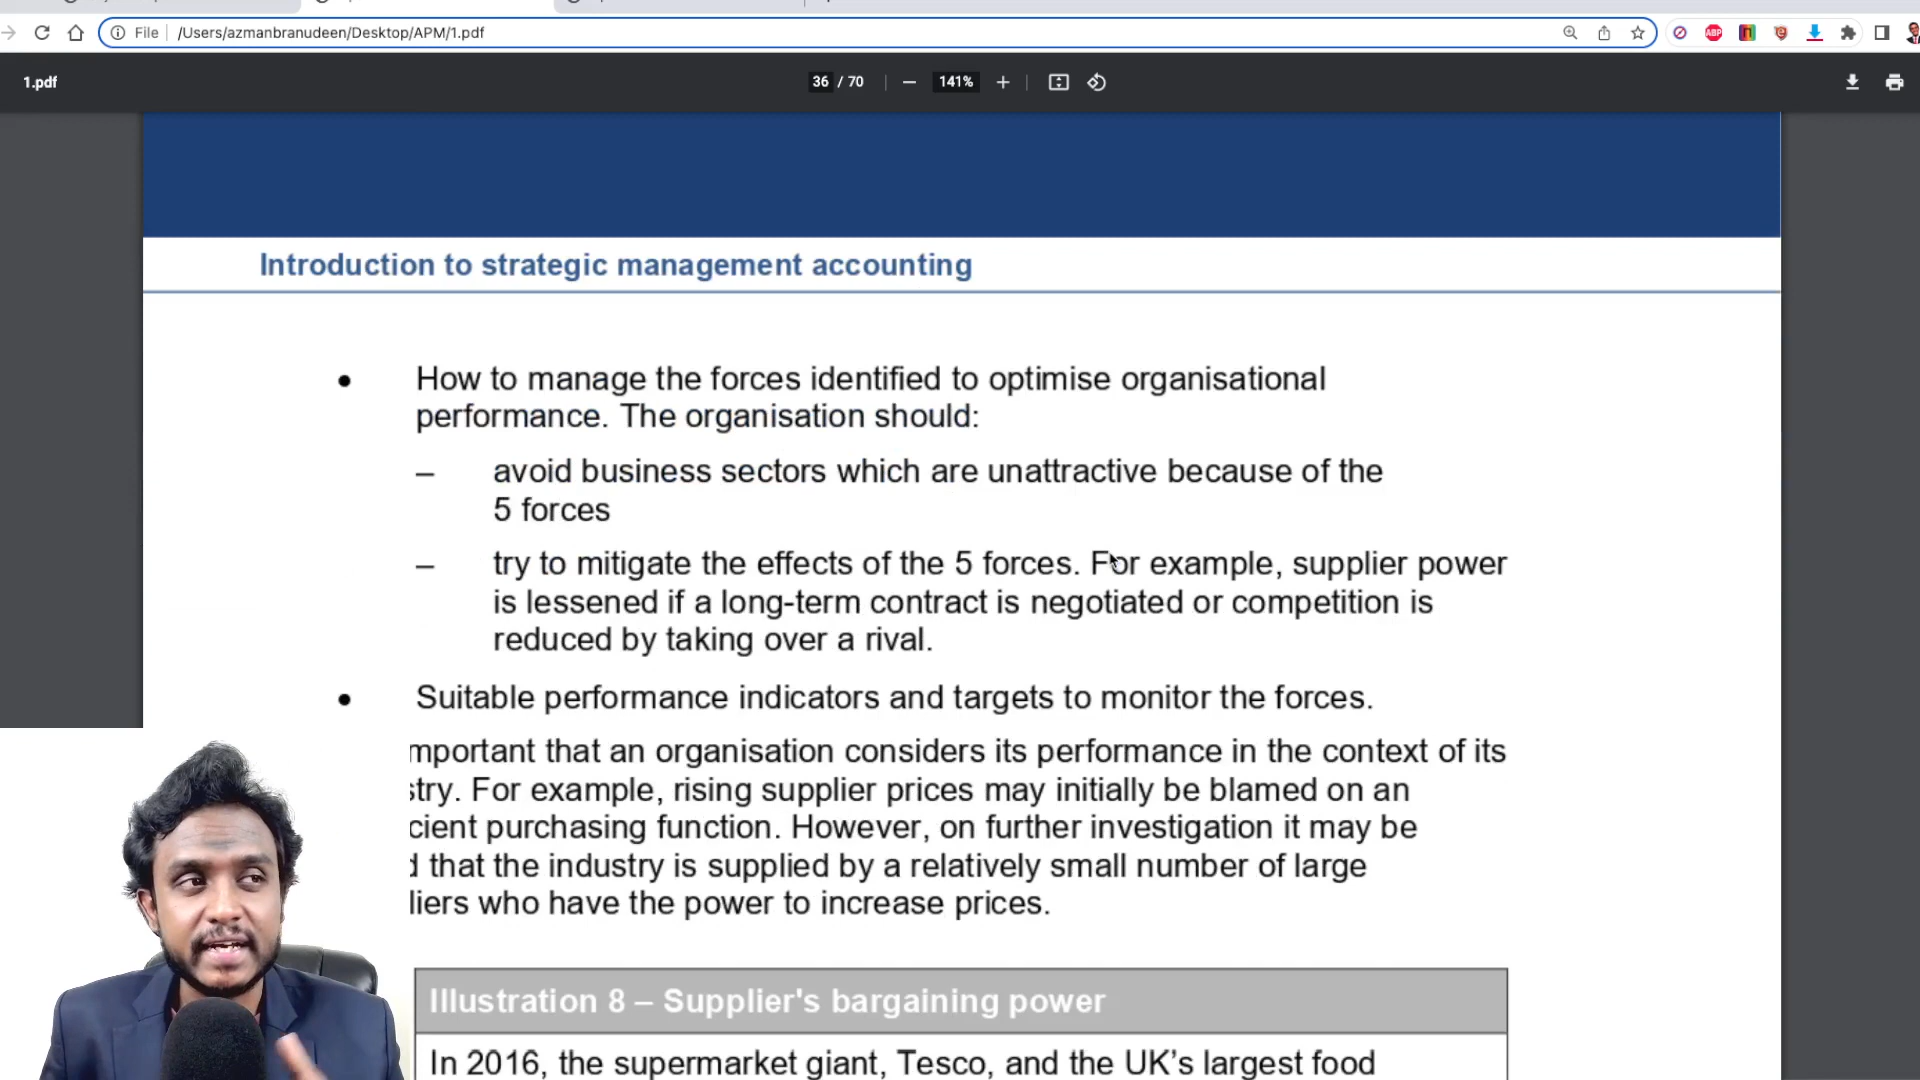 File
/Users/azmanbranudeen/Desktop/APM/1.pdf
ABP
1.pdf
36 / 70
141%
Introduction to strategic management accounting
• How to manage the forces identified to optimise organisational
performance. The organisation should:
– avoid business sectors which are unattractive because of the
5 forces
– try to mitigate the effects of the 5 forces. For example, supplier power
is lessened if a long-term contract is negotiated or competition is
reduced by taking over a rival.
• Suitable performance indicators and targets to monitor the forces.
mportant that an organisation considers its performance in the context of its
stry. For example, rising supplier prices may initially be blamed on an
cient purchasing function. However, on further investigation it may be
d that the industry is supplied by a relatively small number of large
liers who have the power to increase prices.
Illustration 8 – Supplier's bargaining power
In 2016, the supermarket giant, Tesco, and the UK's largest food